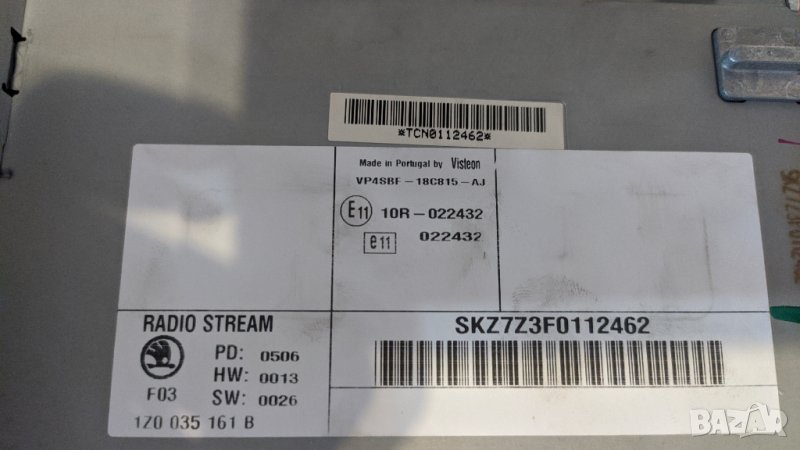 *TCN0112462*
Made in Portugal by Visteon
VP4SBF-18C815-AJ
E11 10R-022432
e11 022432
RADIO STREAM
PD: 0506
HW: 0013
F03 SW: 0026
1Z0 035 161 B
SKZ7Z3F0112462
BAZAR